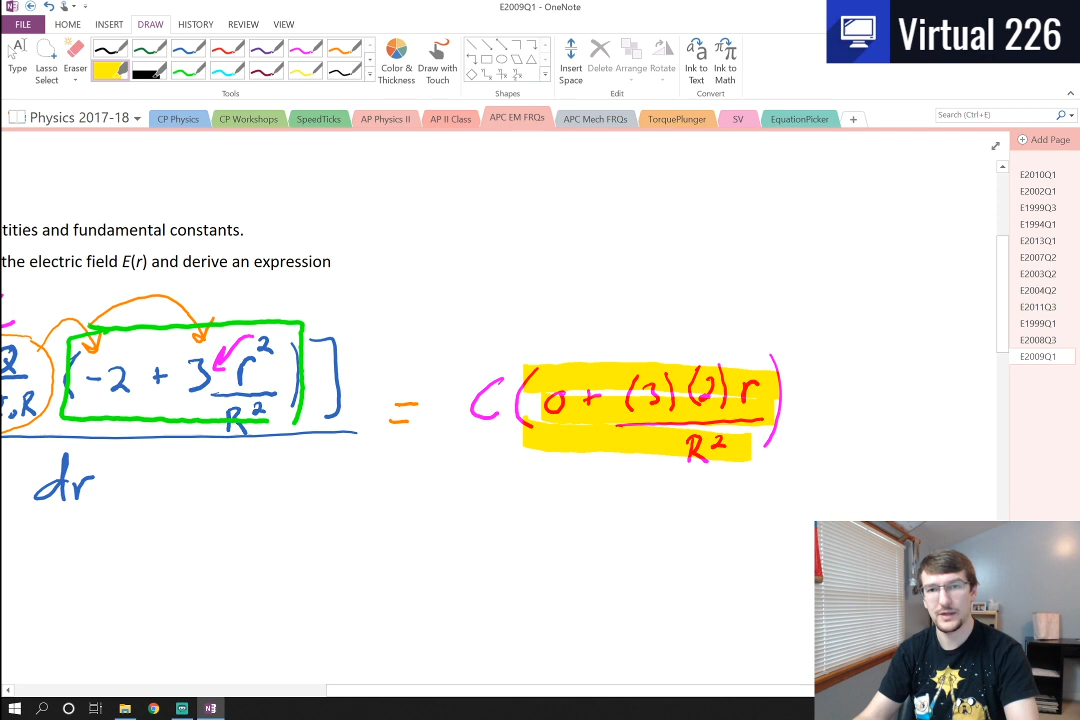 E2009Q1 - OneNote
FILE HOME INSERT DRAW HISTORY REVIEW VIEW
Virtual 226
Type Lasso Select Eraser Color & Thickness Draw with Touch Insert Space Delete Arrange Rotate Ink to Text Ink to Math
Tools Shapes Edit Convert
Physics 2017-18 CP Physics CP Workshops SpeedTicks AP Physics II AP II Class APC EM FRQs APC Mech FRQs TorquePlunger SV EquationPicker + Search (Ctrl+E)
Add Page
E2010Q1
E2002Q1
E1999Q3
E1994Q1
E2013Q1
E2007Q2
E2003Q2
E2004Q2
E2011Q3
E1999Q1
E2008Q3
E2009Q1
tities and fundamental constants.
the electric field E(r) and derive an expression
(-2 + 3 r² / R²)] = C(0 + (3)(2)r / R²)
dr